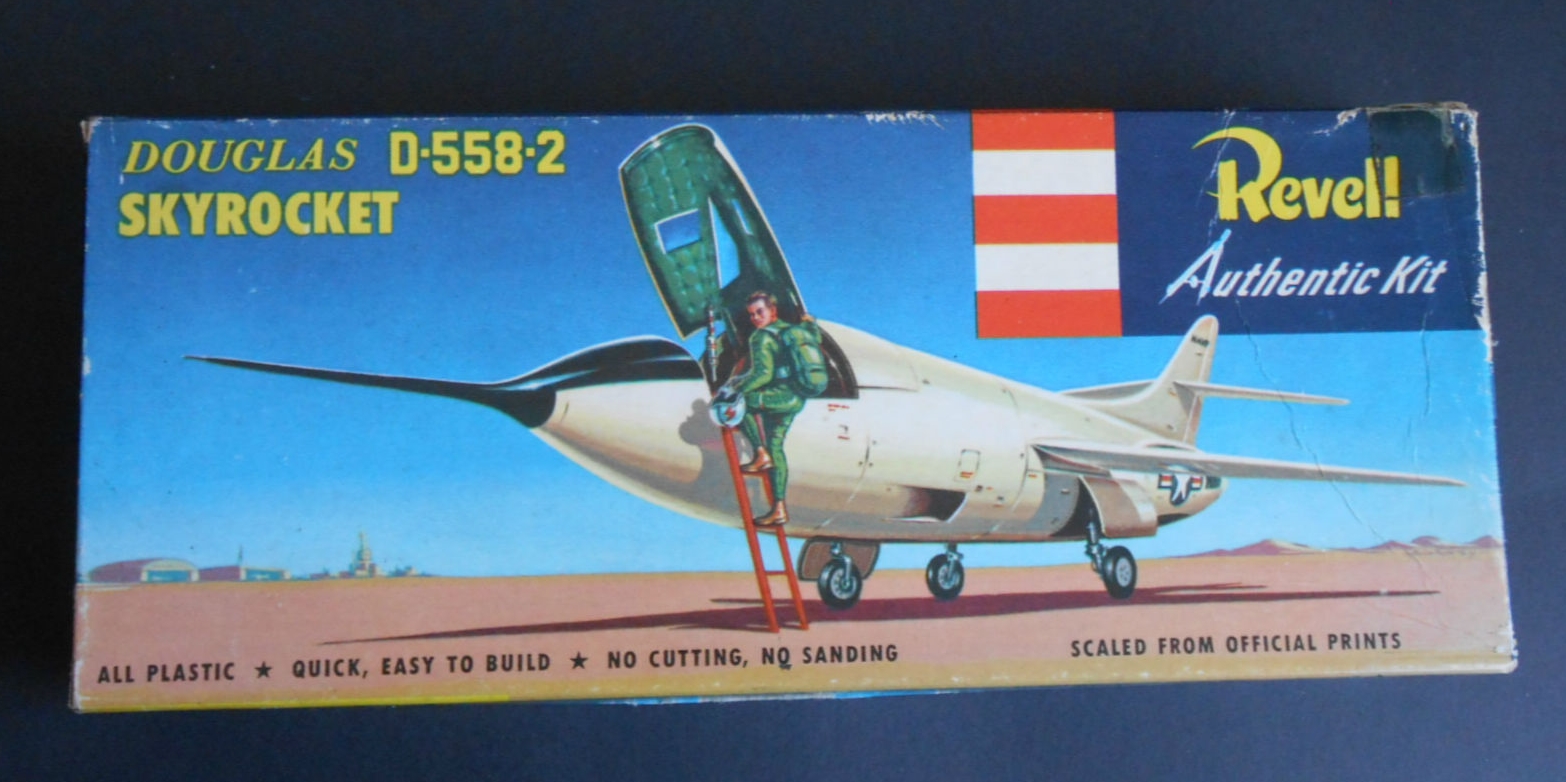 DOUGLAS D-558-2
SKYROCKET
Revell
Authentic Kit
NAVY
ALL PLASTIC ★ QUICK, EASY TO BUILD ★ NO CUTTING, NO SANDING
SCALED FROM OFFICIAL PRINTS